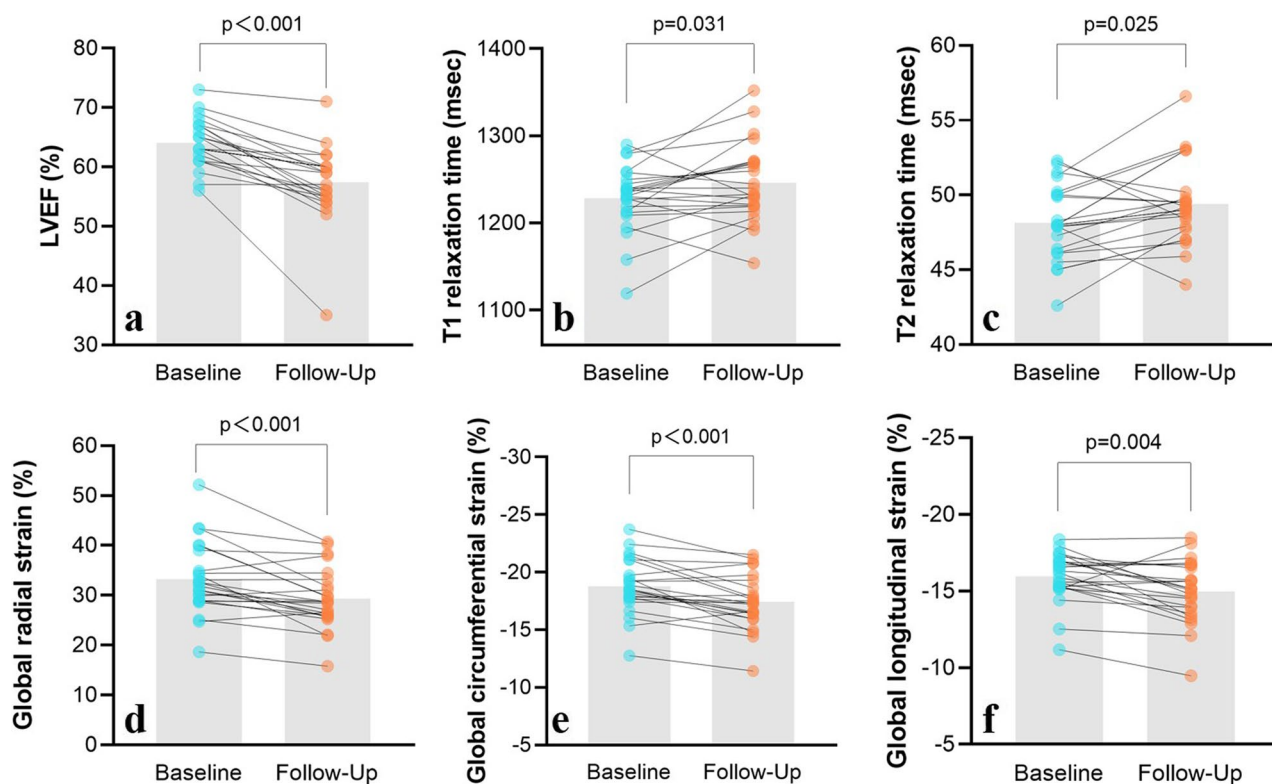 p<0.001
LVEF (%)
80
70
60
50
40
30
a
Baseline Follow-Up
p=0.031
T1 relaxation time (msec)
1400
1300
1200
1100
b
Baseline Follow-Up
p=0.025
T2 relaxation time (msec)
60
55
50
45
40
c
Baseline Follow-Up
p<0.001
Global radial strain (%)
60
50
40
30
20
10
0
d
Baseline Follow-Up
p<0.001
Global circumferential strain (%)
-30
-25
-20
-15
-10
-5
e
Baseline Follow-Up
p=0.004
Global longitudinal strain (%)
-25
-20
-15
-10
-5
f
Baseline Follow-Up